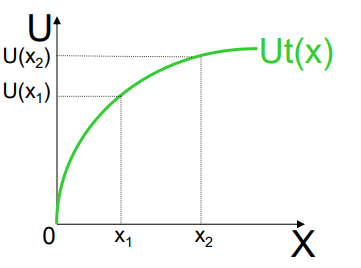 U
U(x₂)
Ut(x)
U(x₁)
0
x₁
x₂
X